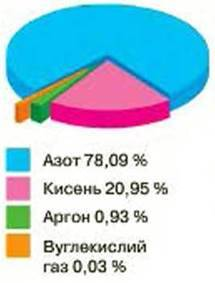 Азот 78,09 %
Кисень 20,95 %
Аргон 0,93 %
Вуглекислий
газ 0,03 %